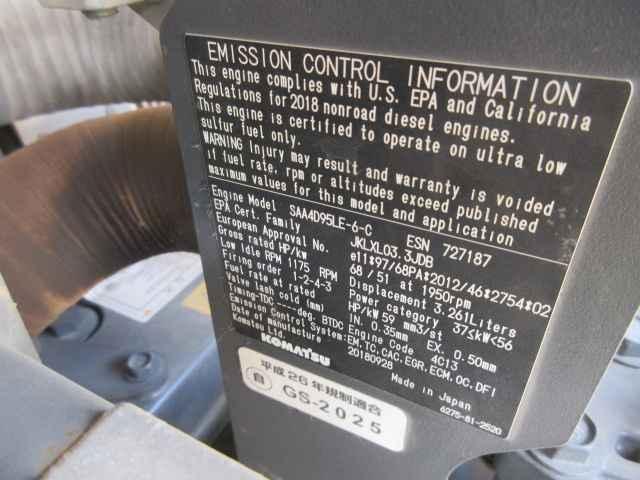 EMISSION CONTROL INFORMATION
This engine complies with U.S. EPA and California
Regulations for 2018 nonroad diesel engines.
This engine is certified to operate on ultra low
sulfur fuel only.
WARNING Injury may result and warranty is voided
if fuel rate, rpm or altitudes exceed published
maximum values for this model and application
Engine Model SAA4D95LE-6-C ESN 727187
EPA Cert. Family JKLXL03.3JDB
European Approval No. e11*97/68PA*2012/46*2754*02
Gross rated HP/kW 68/51 at 1950rpm
Low Idle RPM 1175 RPM Displacement 3.261Liters
Firing order 1-2-4-3 Power category 37≤kW<56
Fuel rate at rated HP/kW 59 mm3/st
Valve lash cold (mm) IN. 0.35mm EX. 0.50mm
Timing-TDC ---deg. BTDC Engine Code 4C13
Emission Control System:EM.TC.CAC.EGR.ECM.OC.DFI
Date of manufacture 20180928
Komatsu Ltd. Made in Japan
KOMATSU 6275-81-2520
平成26年規制適合
自 GS-2025